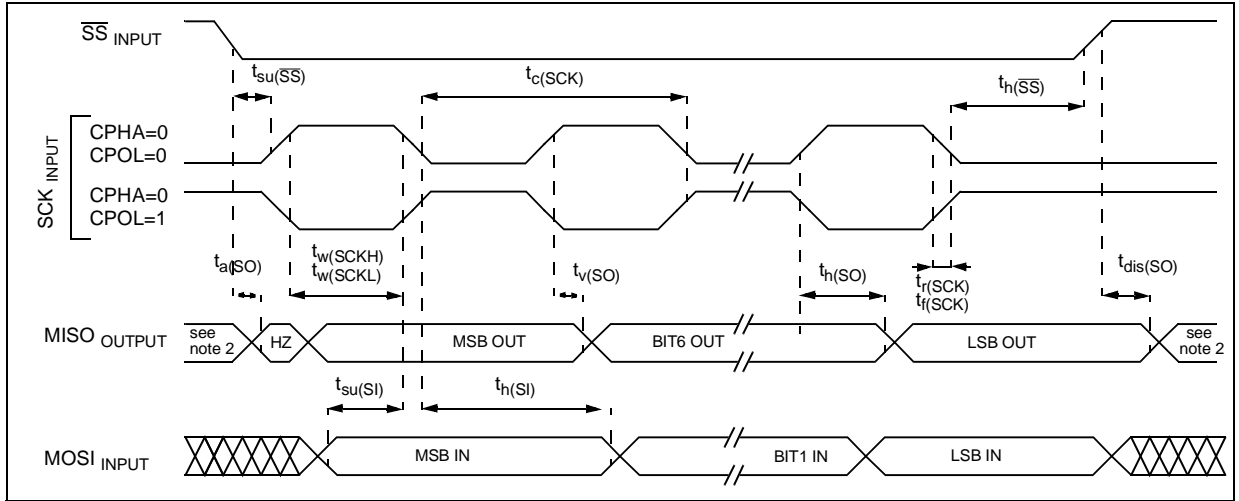 SS INPUT
tsu(SS)
tc(SCK)
th(SS)
SCK INPUT
CPHA=0
CPOL=0
CPHA=0
CPOL=1
ta(SO)
tw(SCKH)
tw(SCKL)
tv(SO)
th(SO)
tr(SCK)
tf(SCK)
tdis(SO)
MISO OUTPUT
see
note 2
HZ
MSB OUT
BIT6 OUT
LSB OUT
see
note 2
tsu(SI)
th(SI)
MOSI INPUT
MSB IN
BIT1 IN
LSB IN